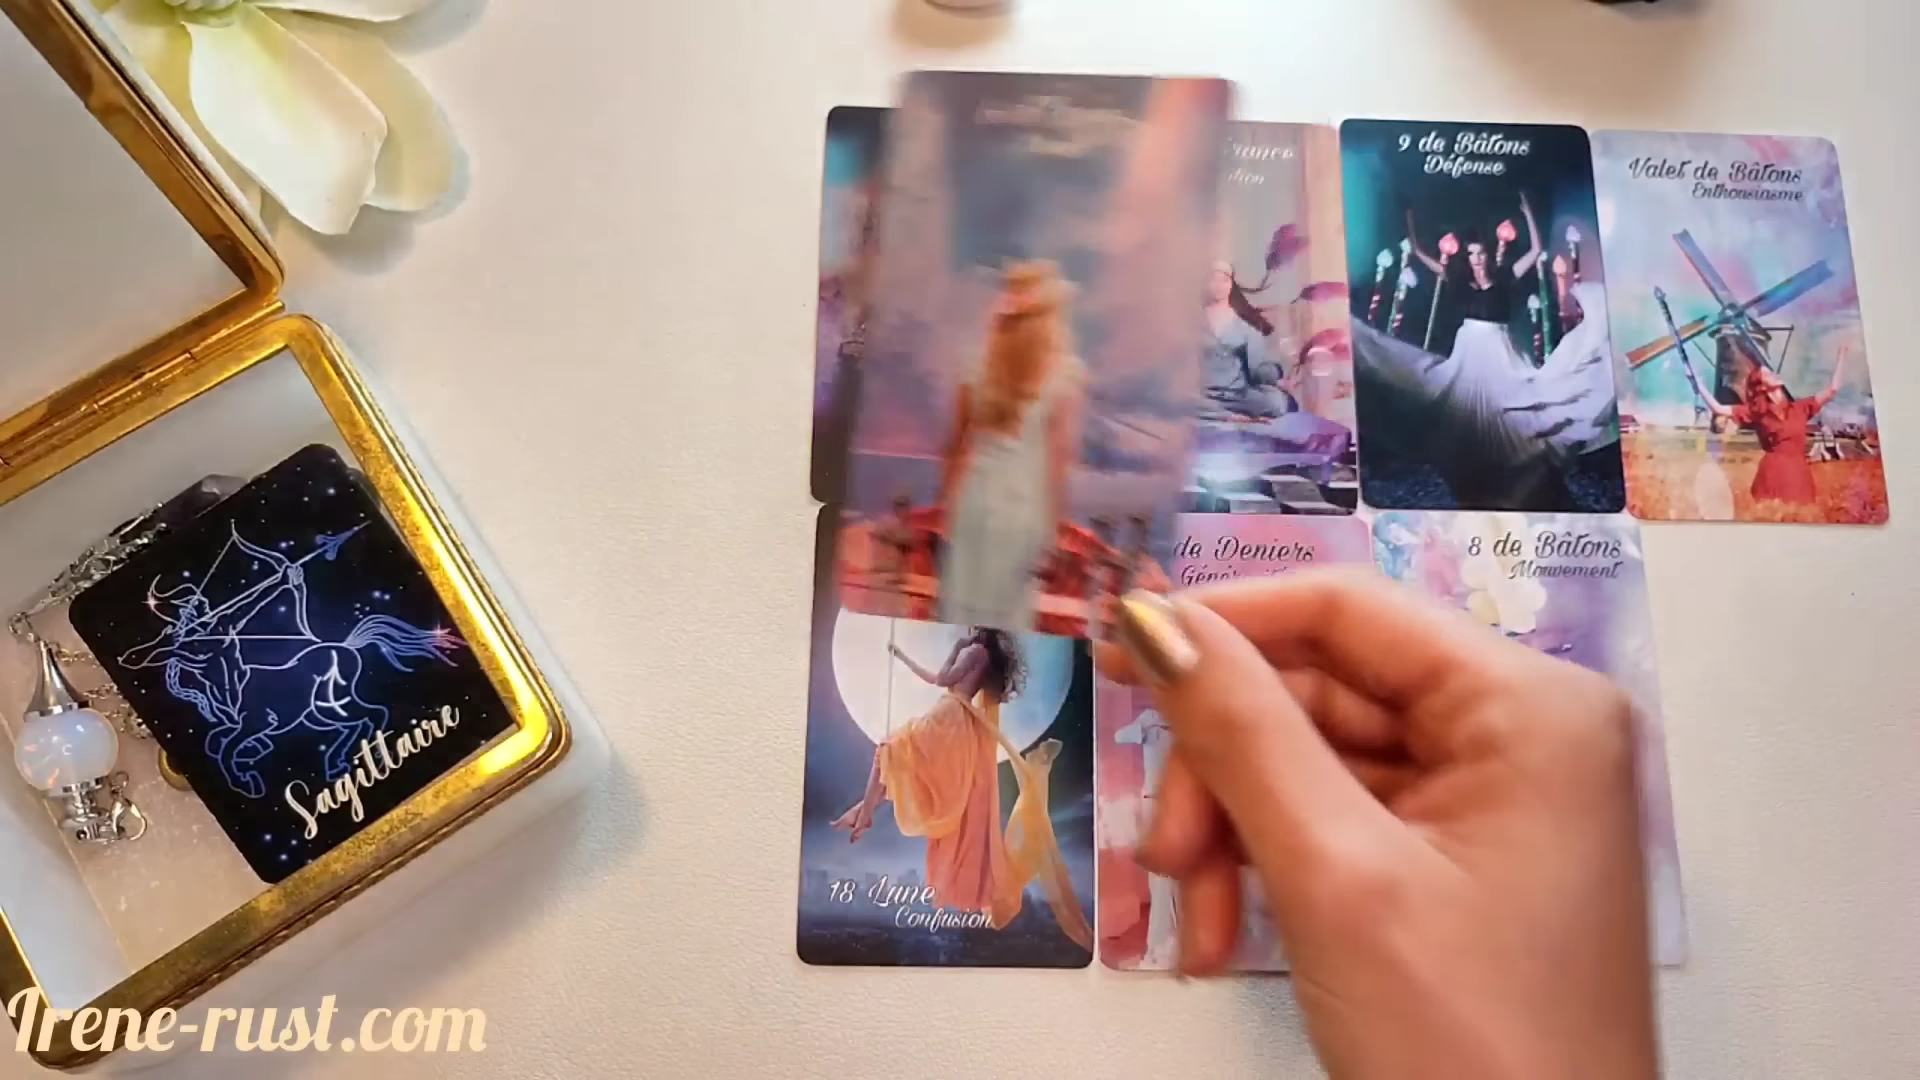 9 de Bâtons
Défense
Valet de Bâtons
Enthousiasme
de Deniers
8 de Bâtons
Mouvement
18 Lune
Confusion
Sagittaire
Irene-rust.com